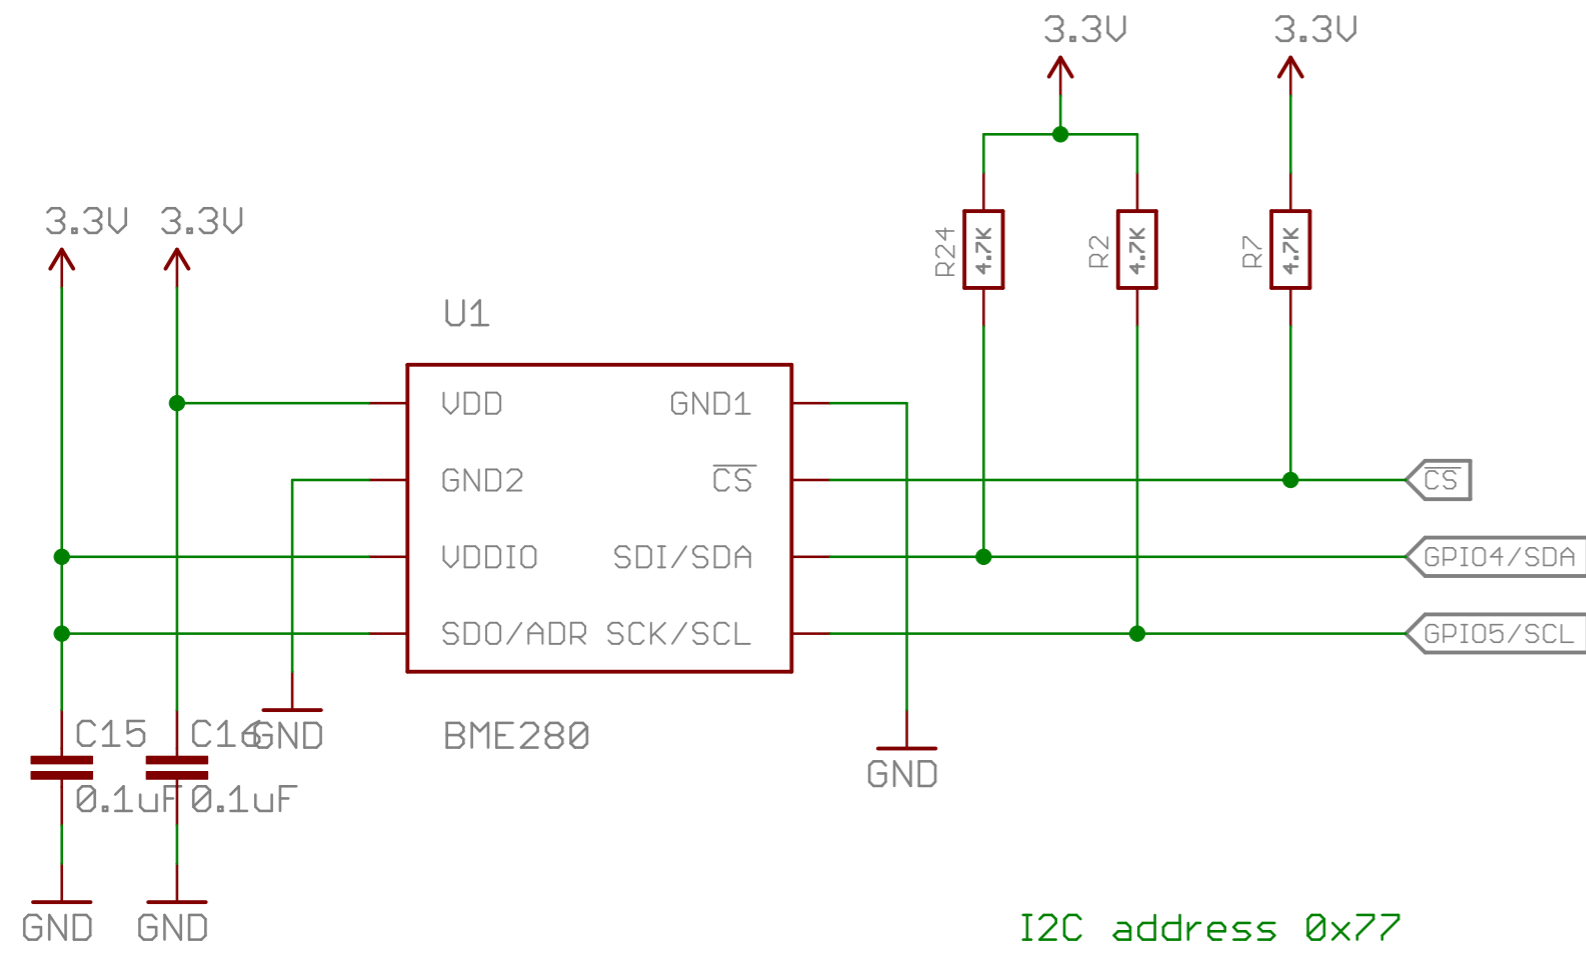 3.3V 3.3V
3.3V 3.3V
R24 4.7K R2 4.7K R7 4.7K
U1
VDD GND1
GND2 CS
CS
VDDIO SDI/SDA
GPIO4/SDA
SDO/ADR SCK/SCL
GPIO5/SCL
C15 C16 GND
BME280
0.1uF 0.1uF
GND
GND GND
I2C address 0x77